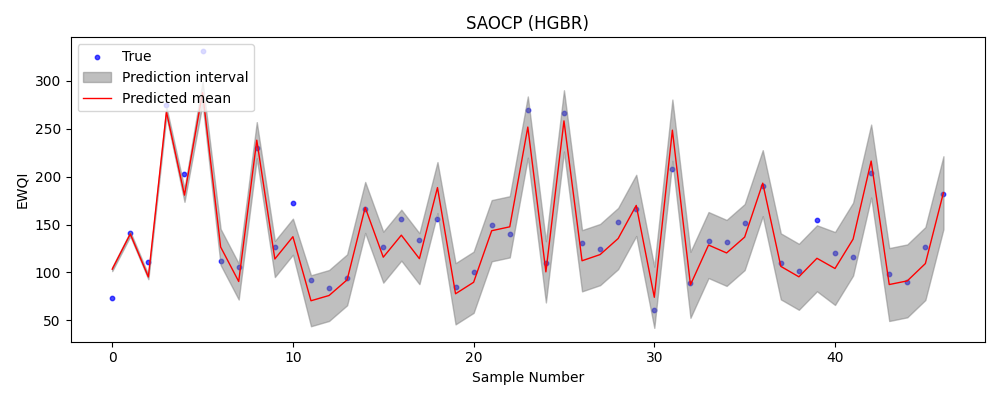 SAOCP (HGBR)
True
Prediction interval
Predicted mean
EWQI
300
250
200
150
100
50
0 10 20 30 40
Sample Number